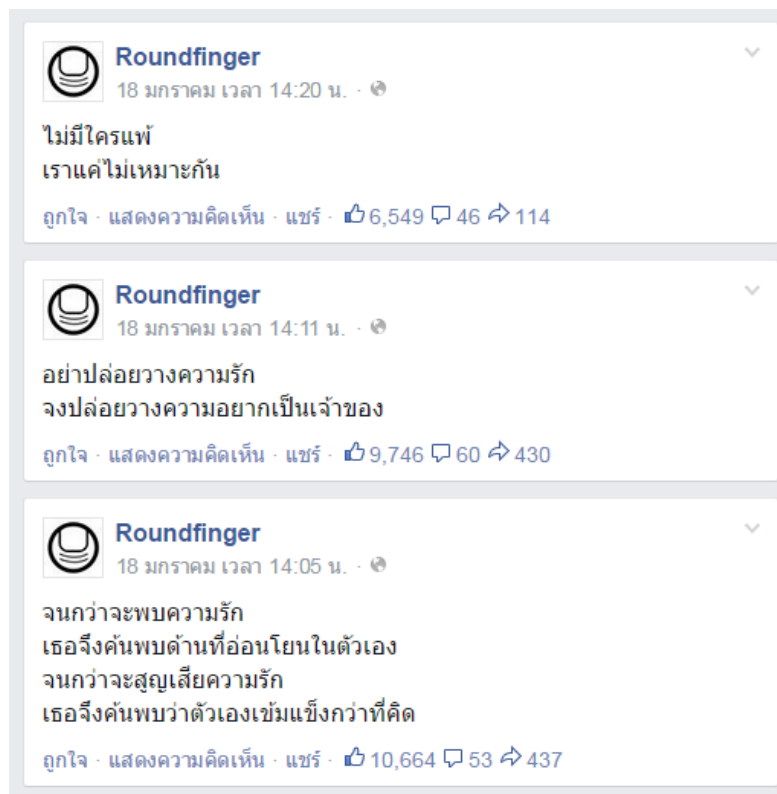 Roundfinger
18 มกราคม เวลา 14:20 น. ·
ไม่มีใครแพ้
เราแค่ไม่เหมาะกัน
ถูกใจ · แสดงความคิดเห็น · แชร์ · 6,549 46 114
Roundfinger
18 มกราคม เวลา 14:11 น. ·
อย่าปล่อยวางความรัก
จงปล่อยวางความอยากเป็นเจ้าของ
ถูกใจ · แสดงความคิดเห็น · แชร์ · 9,746 60 430
Roundfinger
18 มกราคม เวลา 14:05 น. ·
จนกว่าจะพบความรัก
เธอจึงค้นพบด้านที่อ่อนโยนในตัวเอง
จนกว่าจะสูญเสียความรัก
เธอจึงค้นพบว่าตัวเองเข้มแข็งกว่าที่คิด
ถูกใจ · แสดงความคิดเห็น · แชร์ · 10,664 53 437